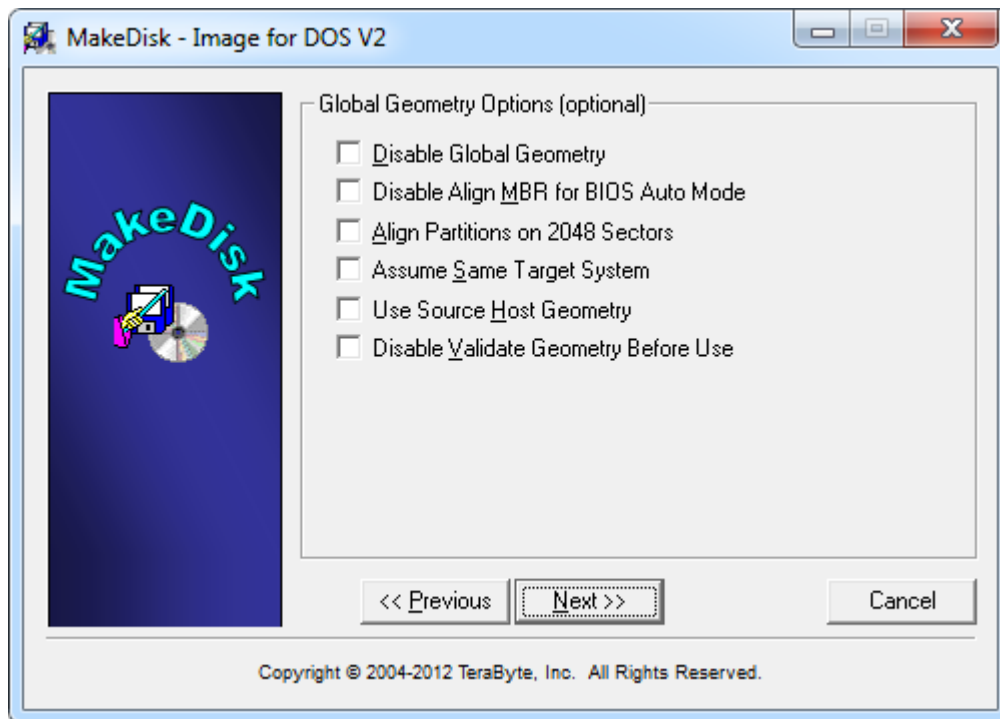 MakeDisk - Image for DOS V2
MakeDisk
Global Geometry Options (optional)
Disable Global Geometry
Disable Align MBR for BIOS Auto Mode
Align Partitions on 2048 Sectors
Assume Same Target System
Use Source Host Geometry
Disable Validate Geometry Before Use
<< Previous
Next >>
Cancel
Copyright © 2004-2012 TeraByte, Inc. All Rights Reserved.